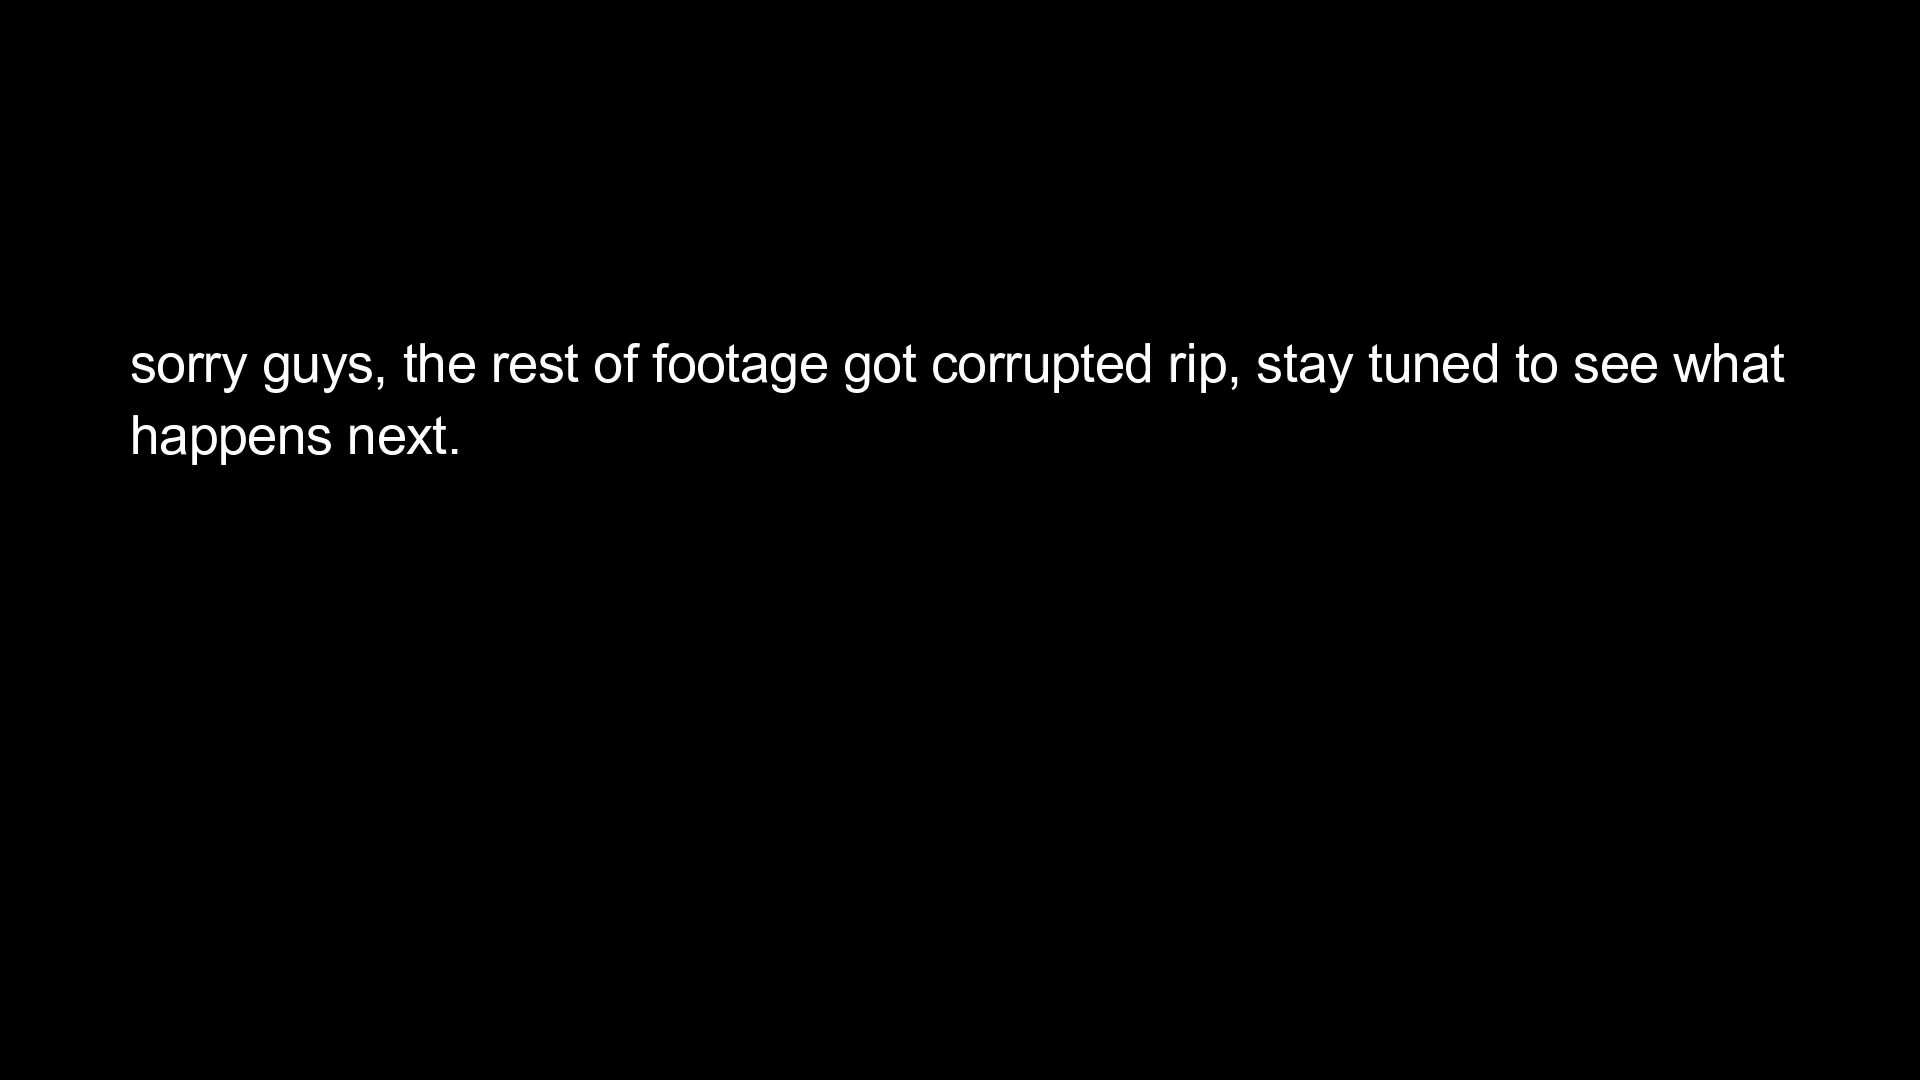 sorry guys, the rest of footage got corrupted rip, stay tuned to see what
happens next.